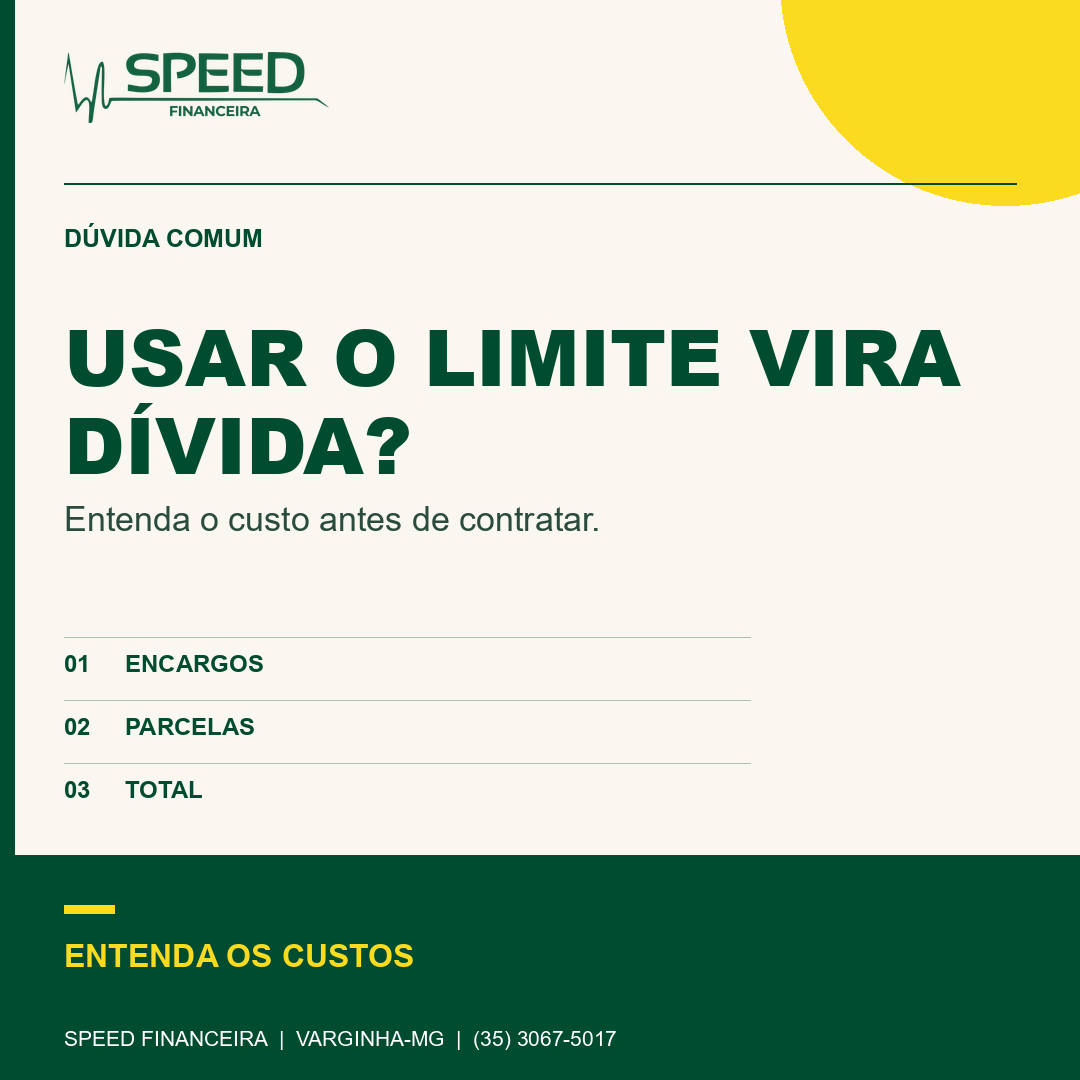 SPEED
FINANCEIRA
DÚVIDA COMUM
USAR O LIMITE VIRA
DÍVIDA?
Entenda o custo antes de contratar.
01 ENCARGOS
02 PARCELAS
03 TOTAL
ENTENDA OS CUSTOS
SPEED FINANCEIRA | VARGINHA-MG | (35) 3067-5017